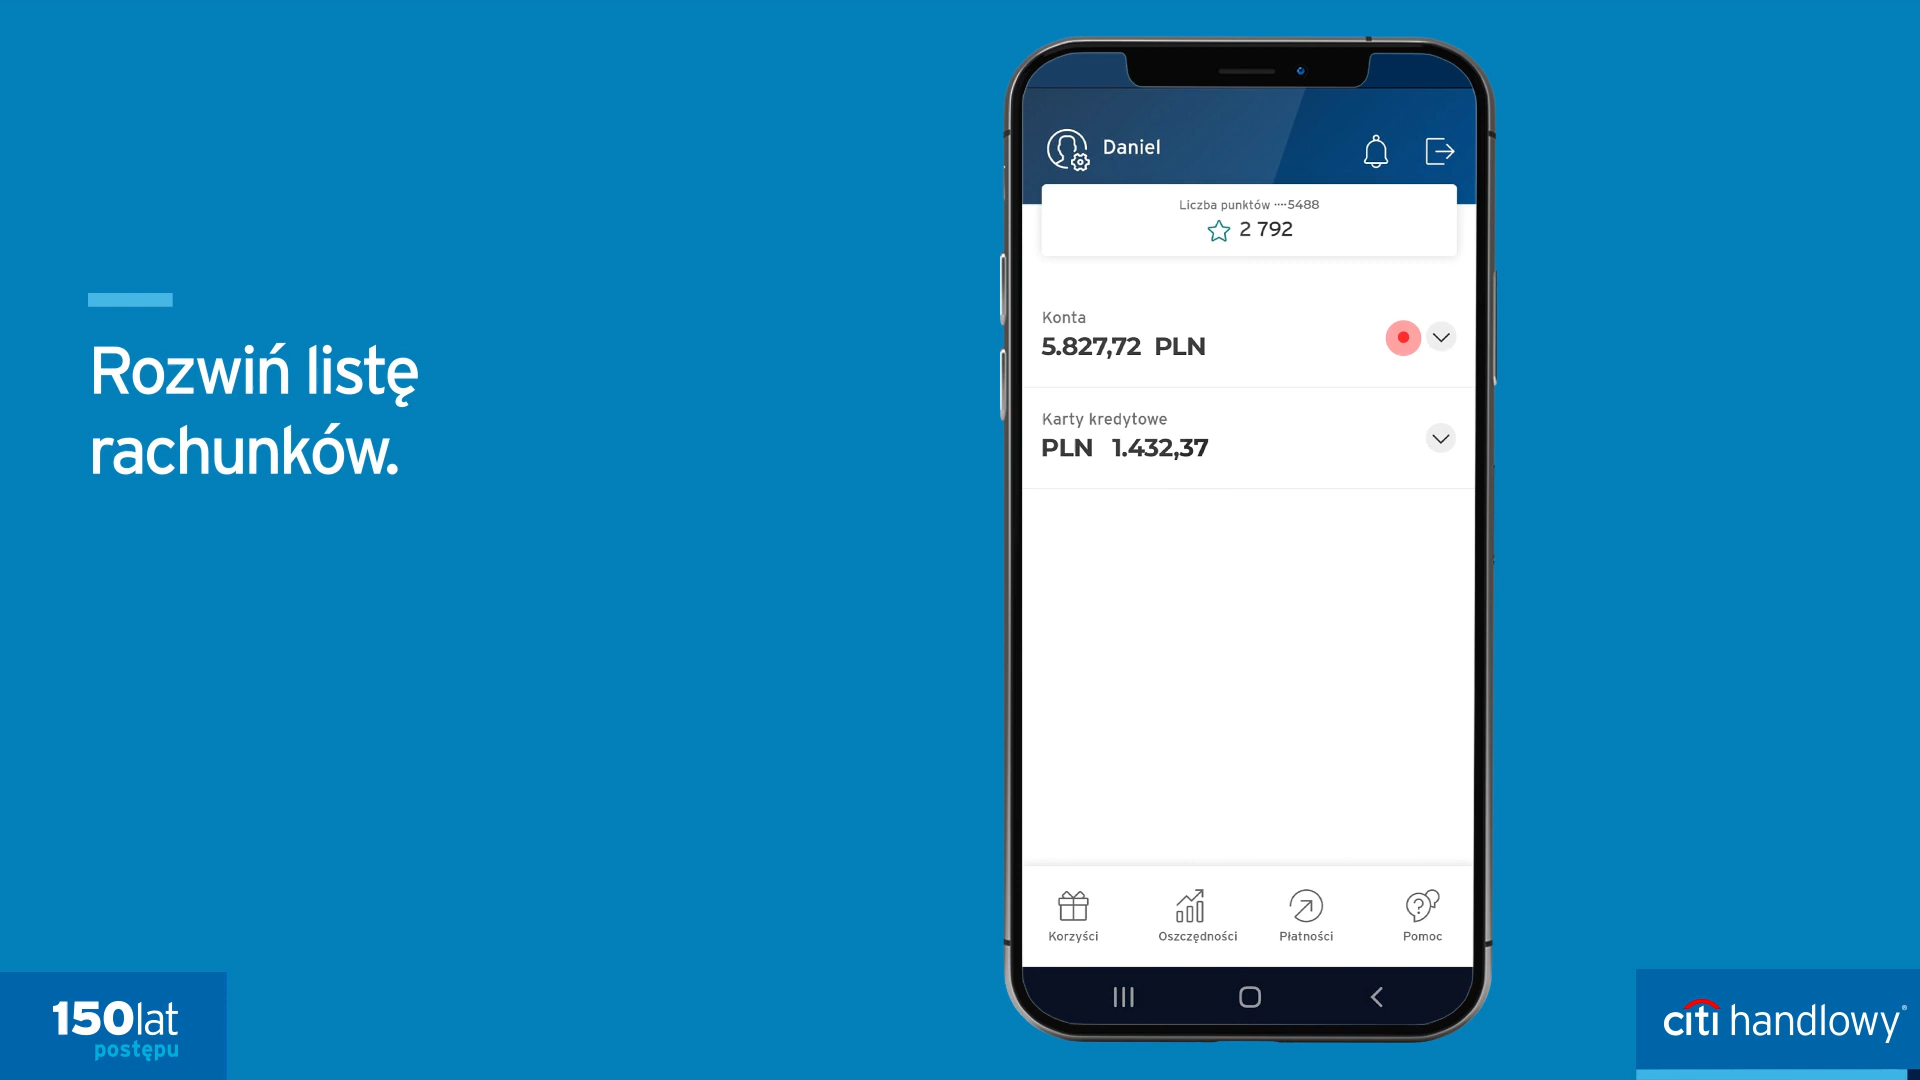 Rozwiń listę
rachunków.
Daniel
Liczba punktów ····5488
2 792
Konta
5.827,72 PLN
Karty kredytowe
PLN 1.432,37
Korzyści
Oszczędności
Płatności
Pomoc
150lat
postępu
citi handlowy®